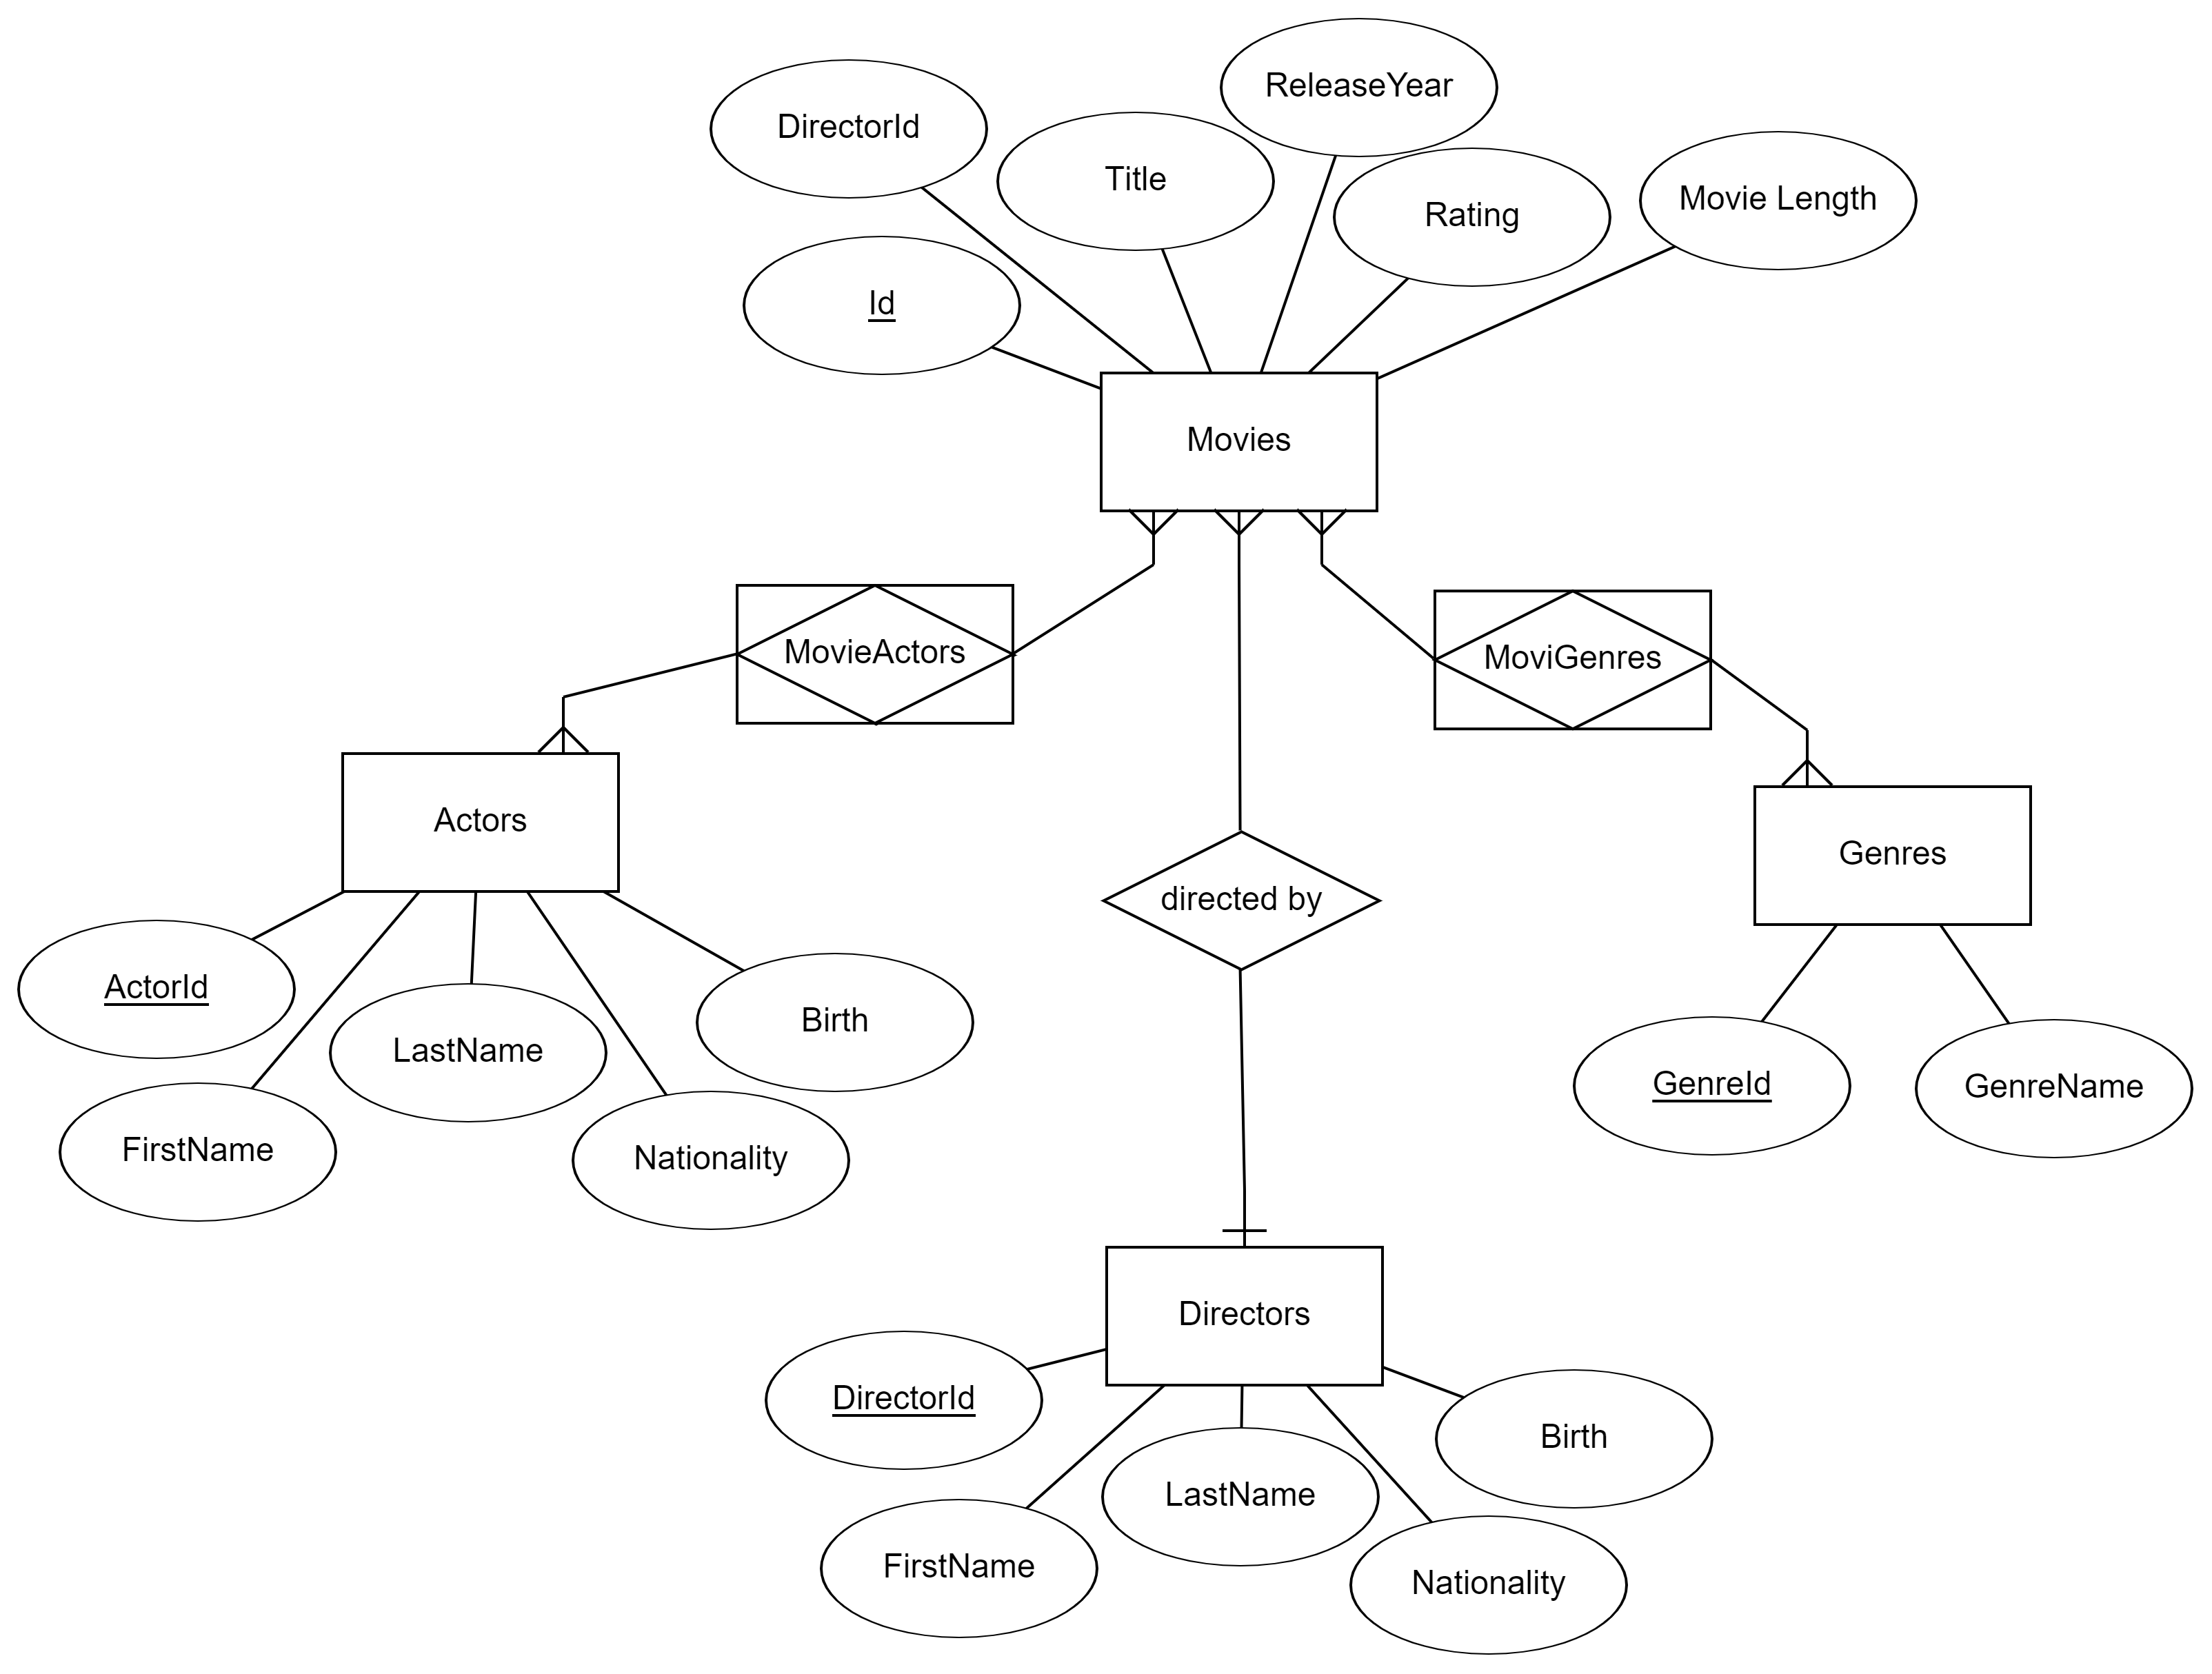 ReleaseYear
DirectorId
Title
Movie Length
Rating
Id
Movies
MovieActors
MoviGenres
Actors
Genres
directed by
ActorId
Birth
LastName
GenreId
GenreName
FirstName
Nationality
Directors
DirectorId
Birth
LastName
FirstName
Nationality